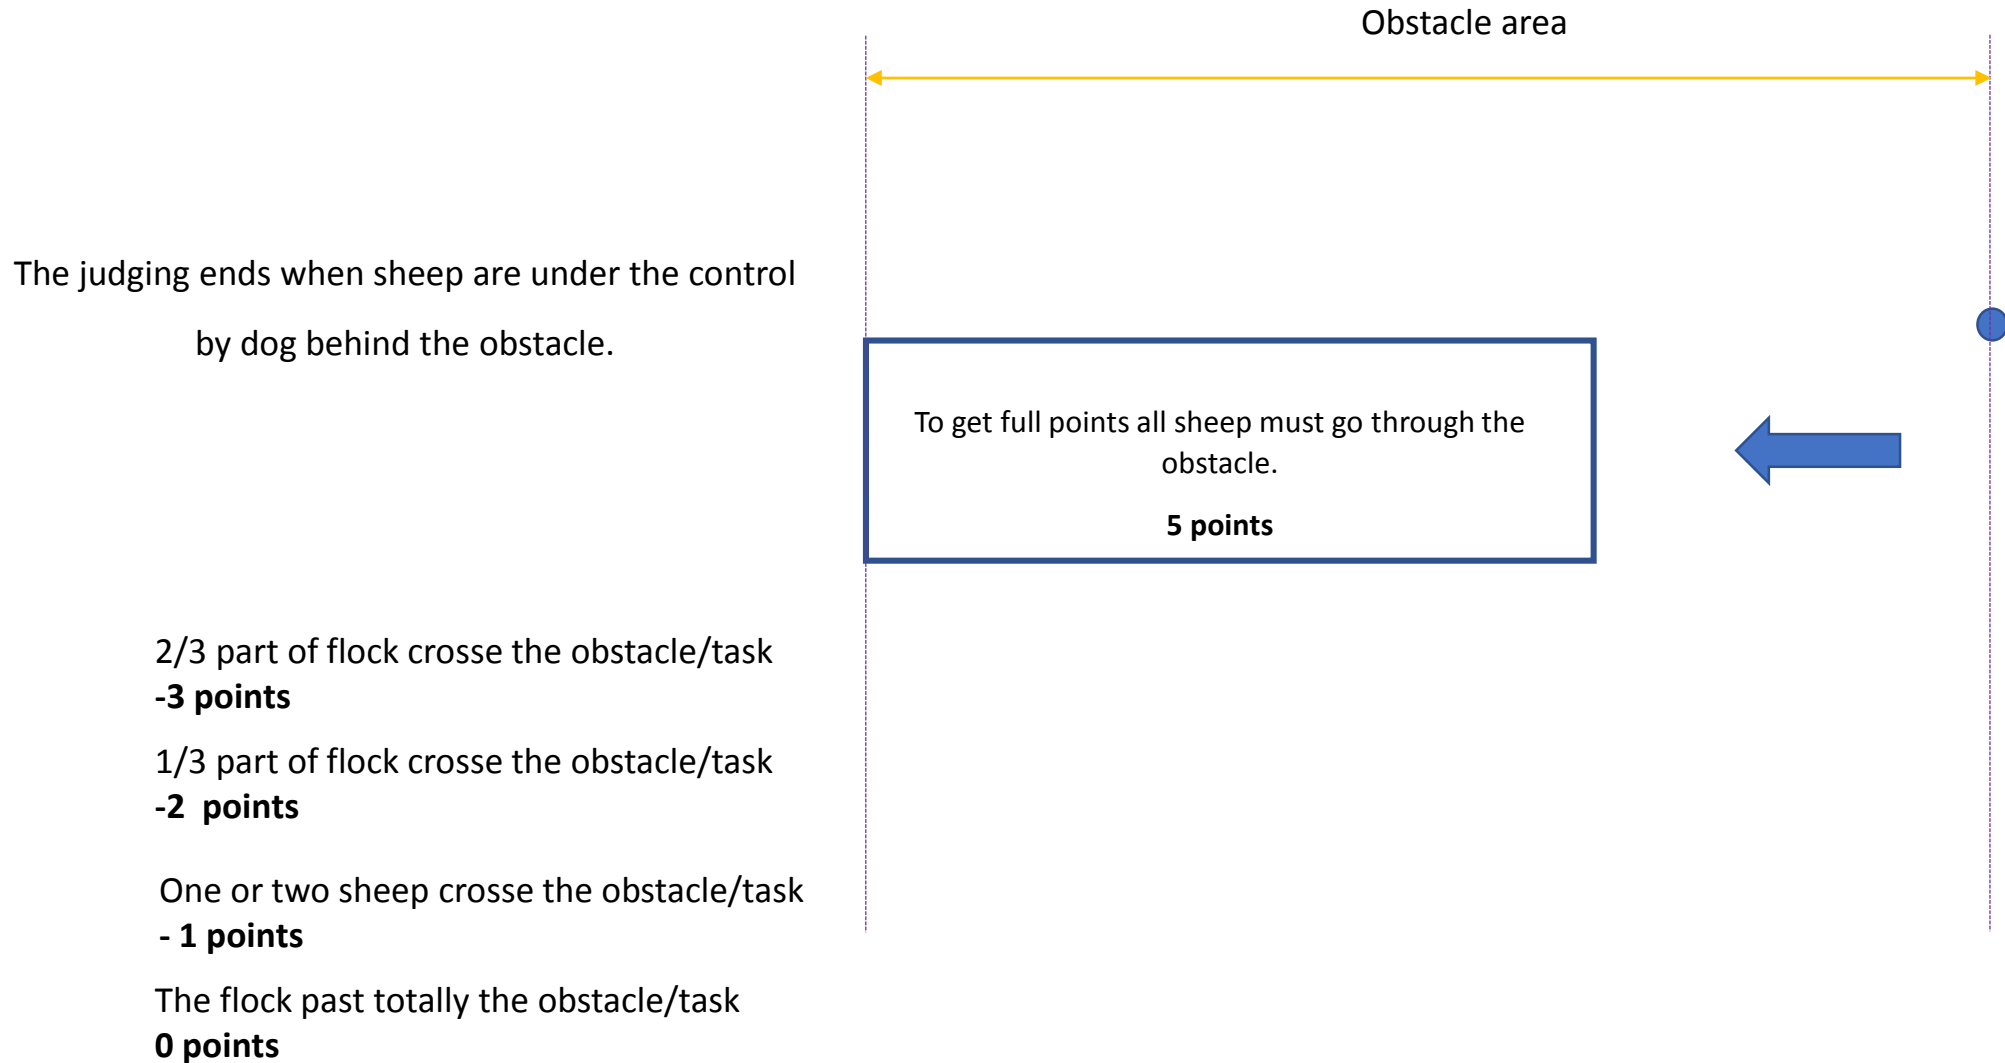 Obstacle area
The judging ends when sheep are under the control
by dog behind the obstacle.
To get full points all sheep must go through the
obstacle.
5 points
2/3 part of flock crosse the obstacle/task
-3 points
1/3 part of flock crosse the obstacle/task
-2  points
One or two sheep crosse the obstacle/task
- 1 points
The flock past totally the obstacle/task
0 points